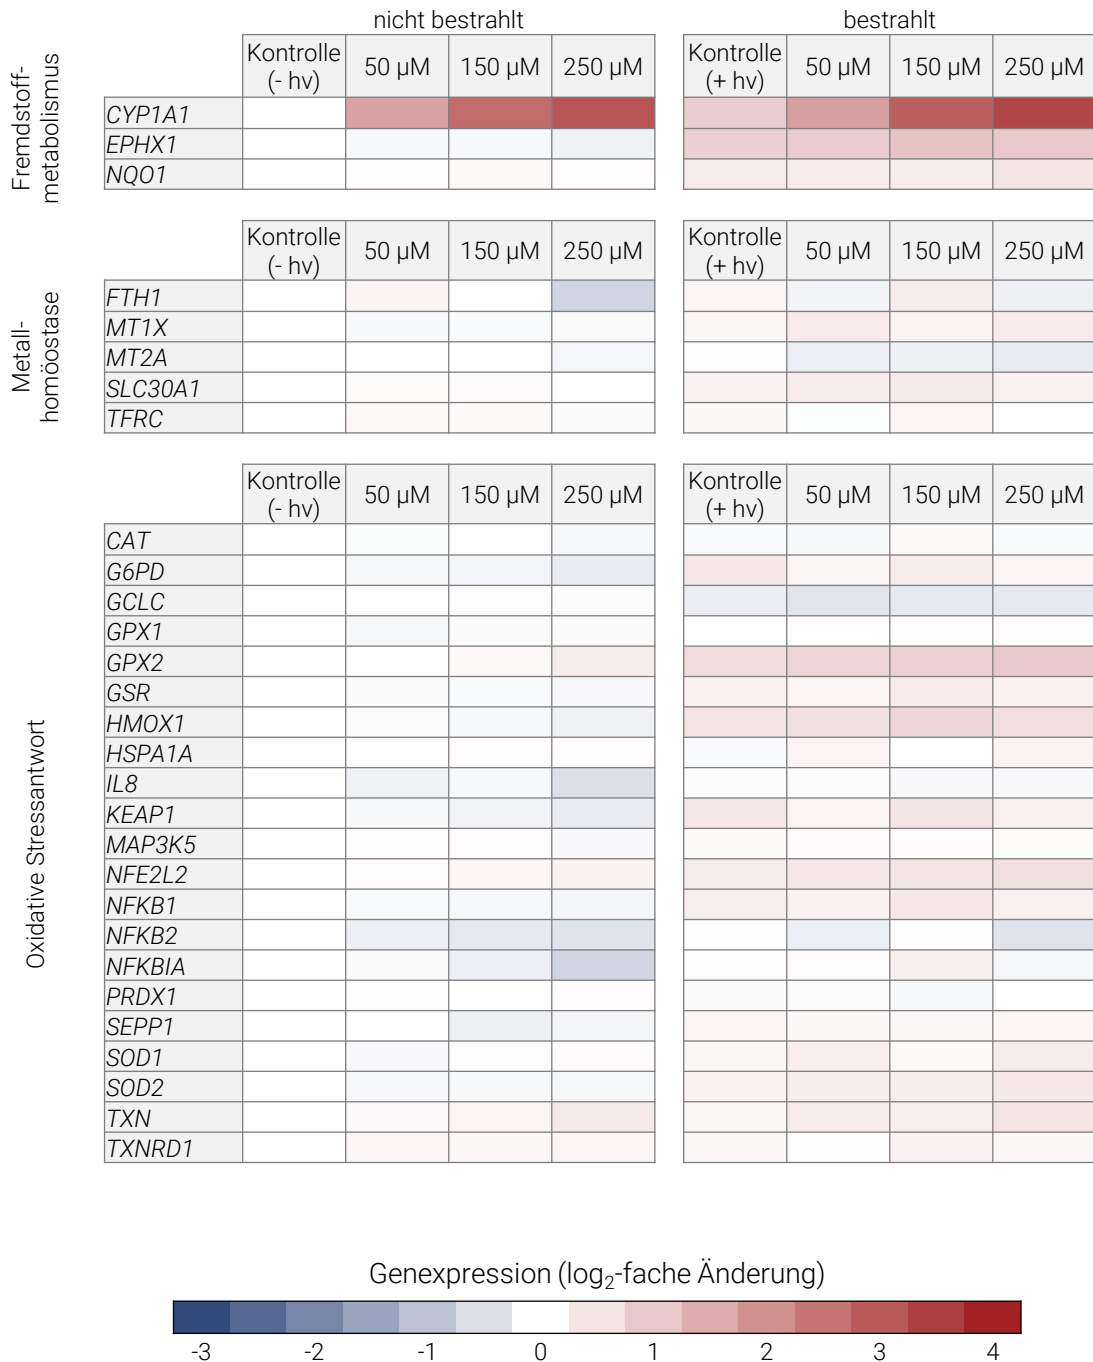 nicht bestrahlt
bestrahlt
Fremdstoff-
metabolismus
Kontrolle
(- hv)
50 µM
150 µM
250 µM
Kontrolle
(+ hv)
50 µM
150 µM
250 µM
CYP1A1
EPHX1
NQO1
Metall-
homöostase
Kontrolle
(- hv)
50 µM
150 µM
250 µM
Kontrolle
(+ hv)
50 µM
150 µM
250 µM
FTH1
MT1X
MT2A
SLC30A1
TFRC
Oxidative Stressantwort
Kontrolle
(- hv)
50 µM
150 µM
250 µM
Kontrolle
(+ hv)
50 µM
150 µM
250 µM
CAT
G6PD
GCLC
GPX1
GPX2
GSR
HMOX1
HSPA1A
IL8
KEAP1
MAP3K5
NFE2L2
NFKB1
NFKB2
NFKBIA
PRDX1
SEPP1
SOD1
SOD2
TXN
TXNRD1
Genexpression (log₂-fache Änderung)
-3 -2 -1 0 1 2 3 4